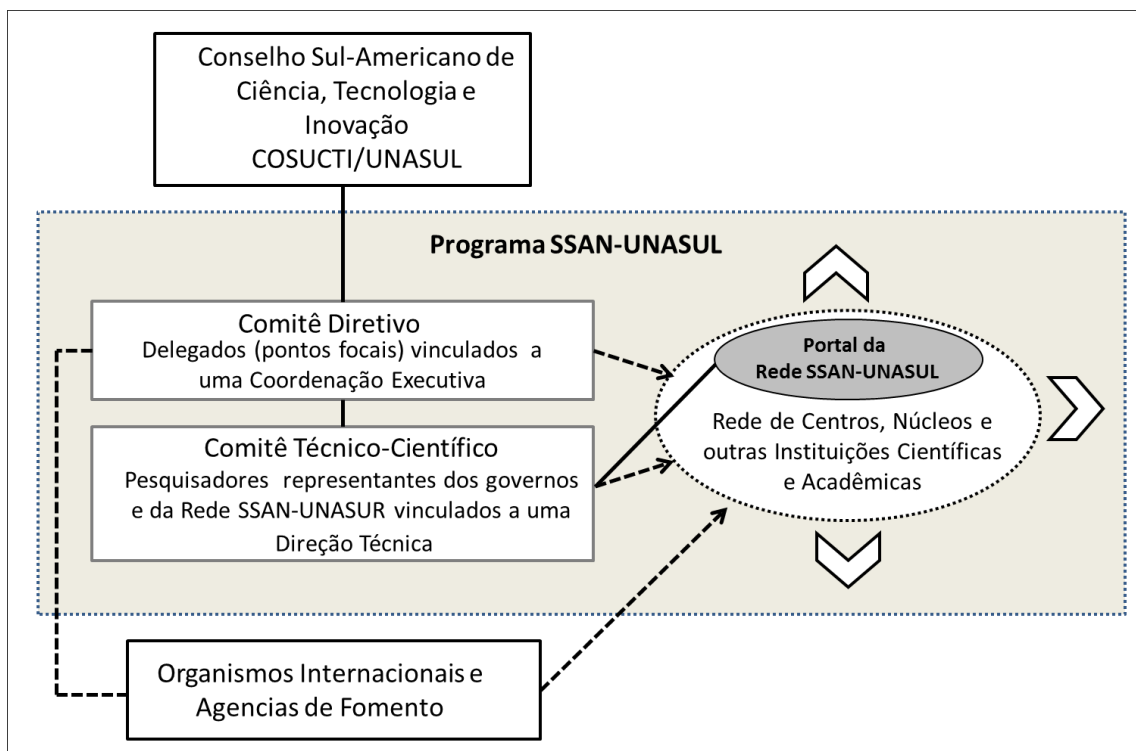 Conselho Sul-Americano de
Ciência, Tecnologia e
Inovação
COSUCTI/UNASUL
Programa SSAN-UNASUL
Comitê Diretivo
Delegados (pontos focais) vinculados a
uma Coordenação Executiva
Comitê Técnico-Científico
Pesquisadores representantes dos governos
e da Rede SSAN-UNASUR vinculados a uma
Direção Técnica
Portal da
Rede SSAN-UNASUL
Rede de Centros, Núcleos e
outras Instituições Científicas
e Acadêmicas
Organismos Internacionais e
Agencias de Fomento